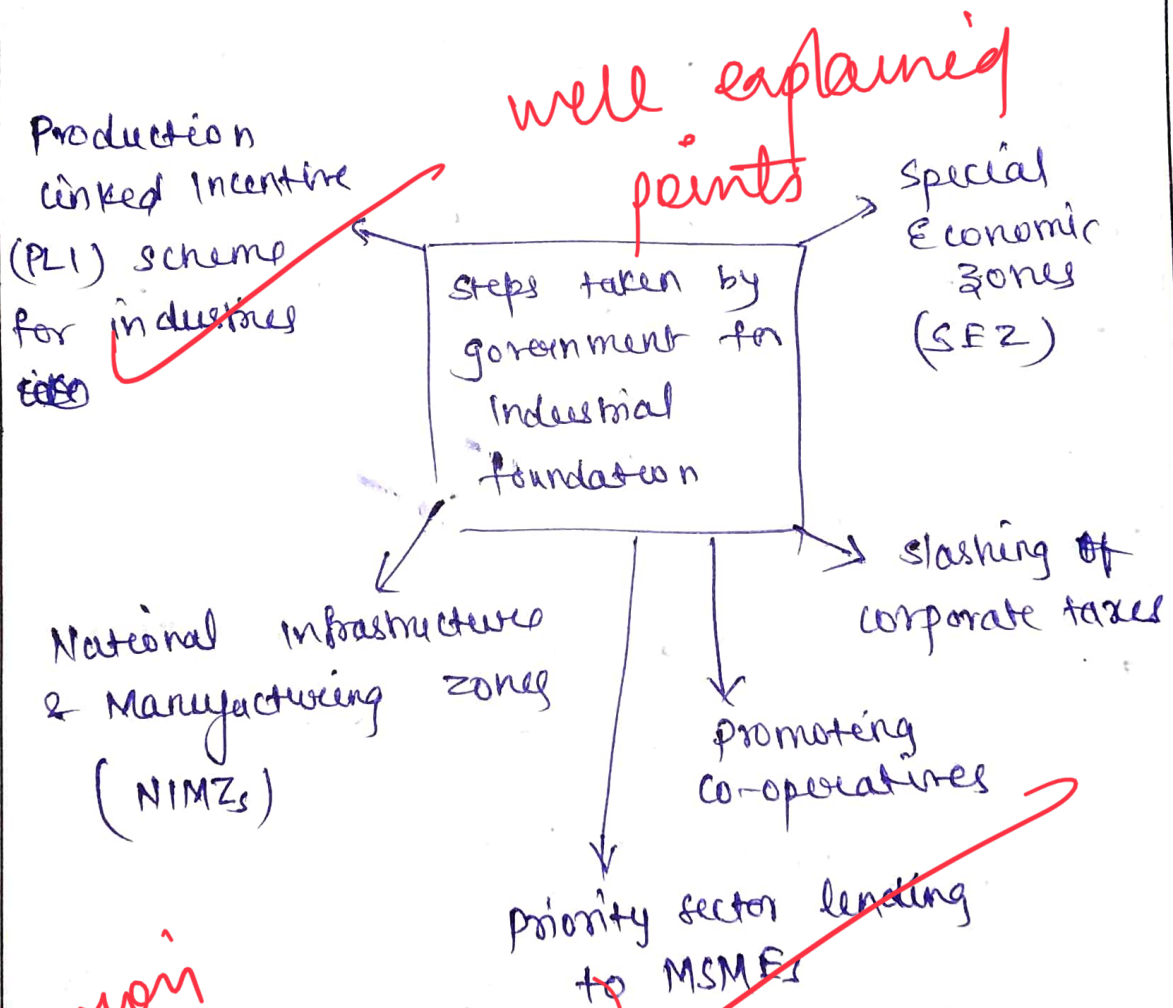 well explained
points
Production
Linked Incentive
(PLI) scheme
for industries
Special
Economic
Zones
(SEZ)
Steps taken by
government for
Industrial
foundation
National Infrastructure
& Manufacturing zones
(NIMZs)
slashing of
corporate taxes
promoting
co-operatives
priority sector lending
to MSMEs